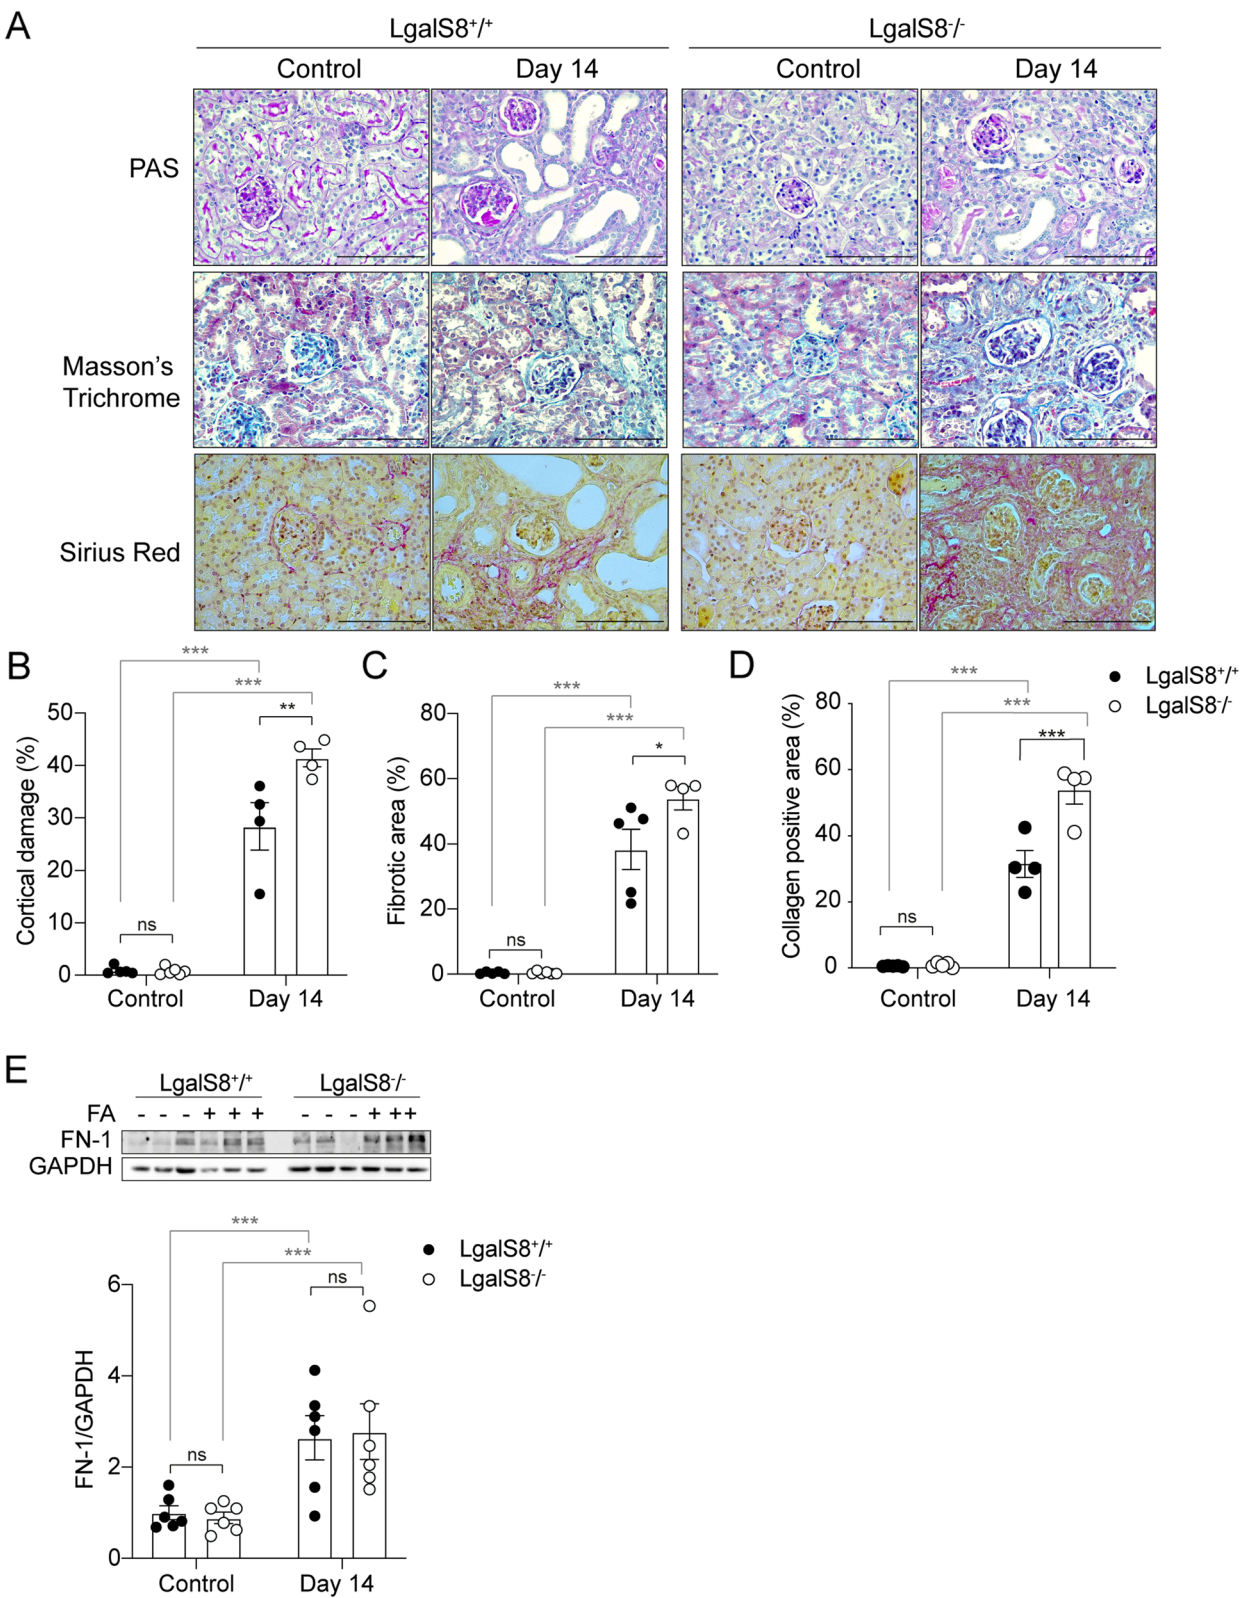 A
LgalS8+/+
LgalS8-/-
Control
Day 14
Control
Day 14
PAS
Masson's
Trichrome
Sirius Red
B
***
***
**
50
40
30
20
10
0
Cortical damage (%)
ns
Control
Day 14
C
***
***
*
80
60
40
20
0
Fibrotic area (%)
ns
Control
Day 14
D
***
***
***
80
60
40
20
0
Collagen positive area (%)
ns
Control
Day 14
LgalS8+/+
LgalS8-/-
E
LgalS8+/+
LgalS8-/-
FA - - - + + + - - - + + +
FN-1
GAPDH
***
***
ns
LgalS8+/+
LgalS8-/-
6
4
2
0
FN-1/GAPDH
ns
Control
Day 14